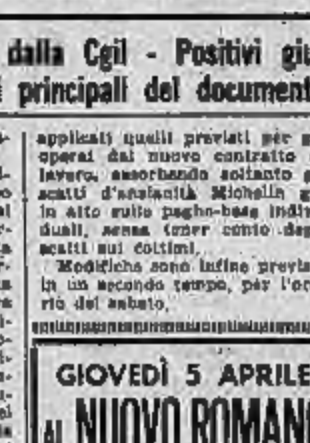 dalla Cgil - Positivi giu
i principali del document
applicati quelli previsti per g
operai dal nuovo contratto
lavoro, assorbendo soltanto g
scatti d'anzianità Michelin g
in atto sulle paghe-base indivi
duali, senza tener conto deg
scatti sui cottimi.
Modifiche sono infine previs
in un secondo tempo, per l'or
rio del sabato.
GIOVEDÌ 5 APRILE
AL NUOVO ROMANO